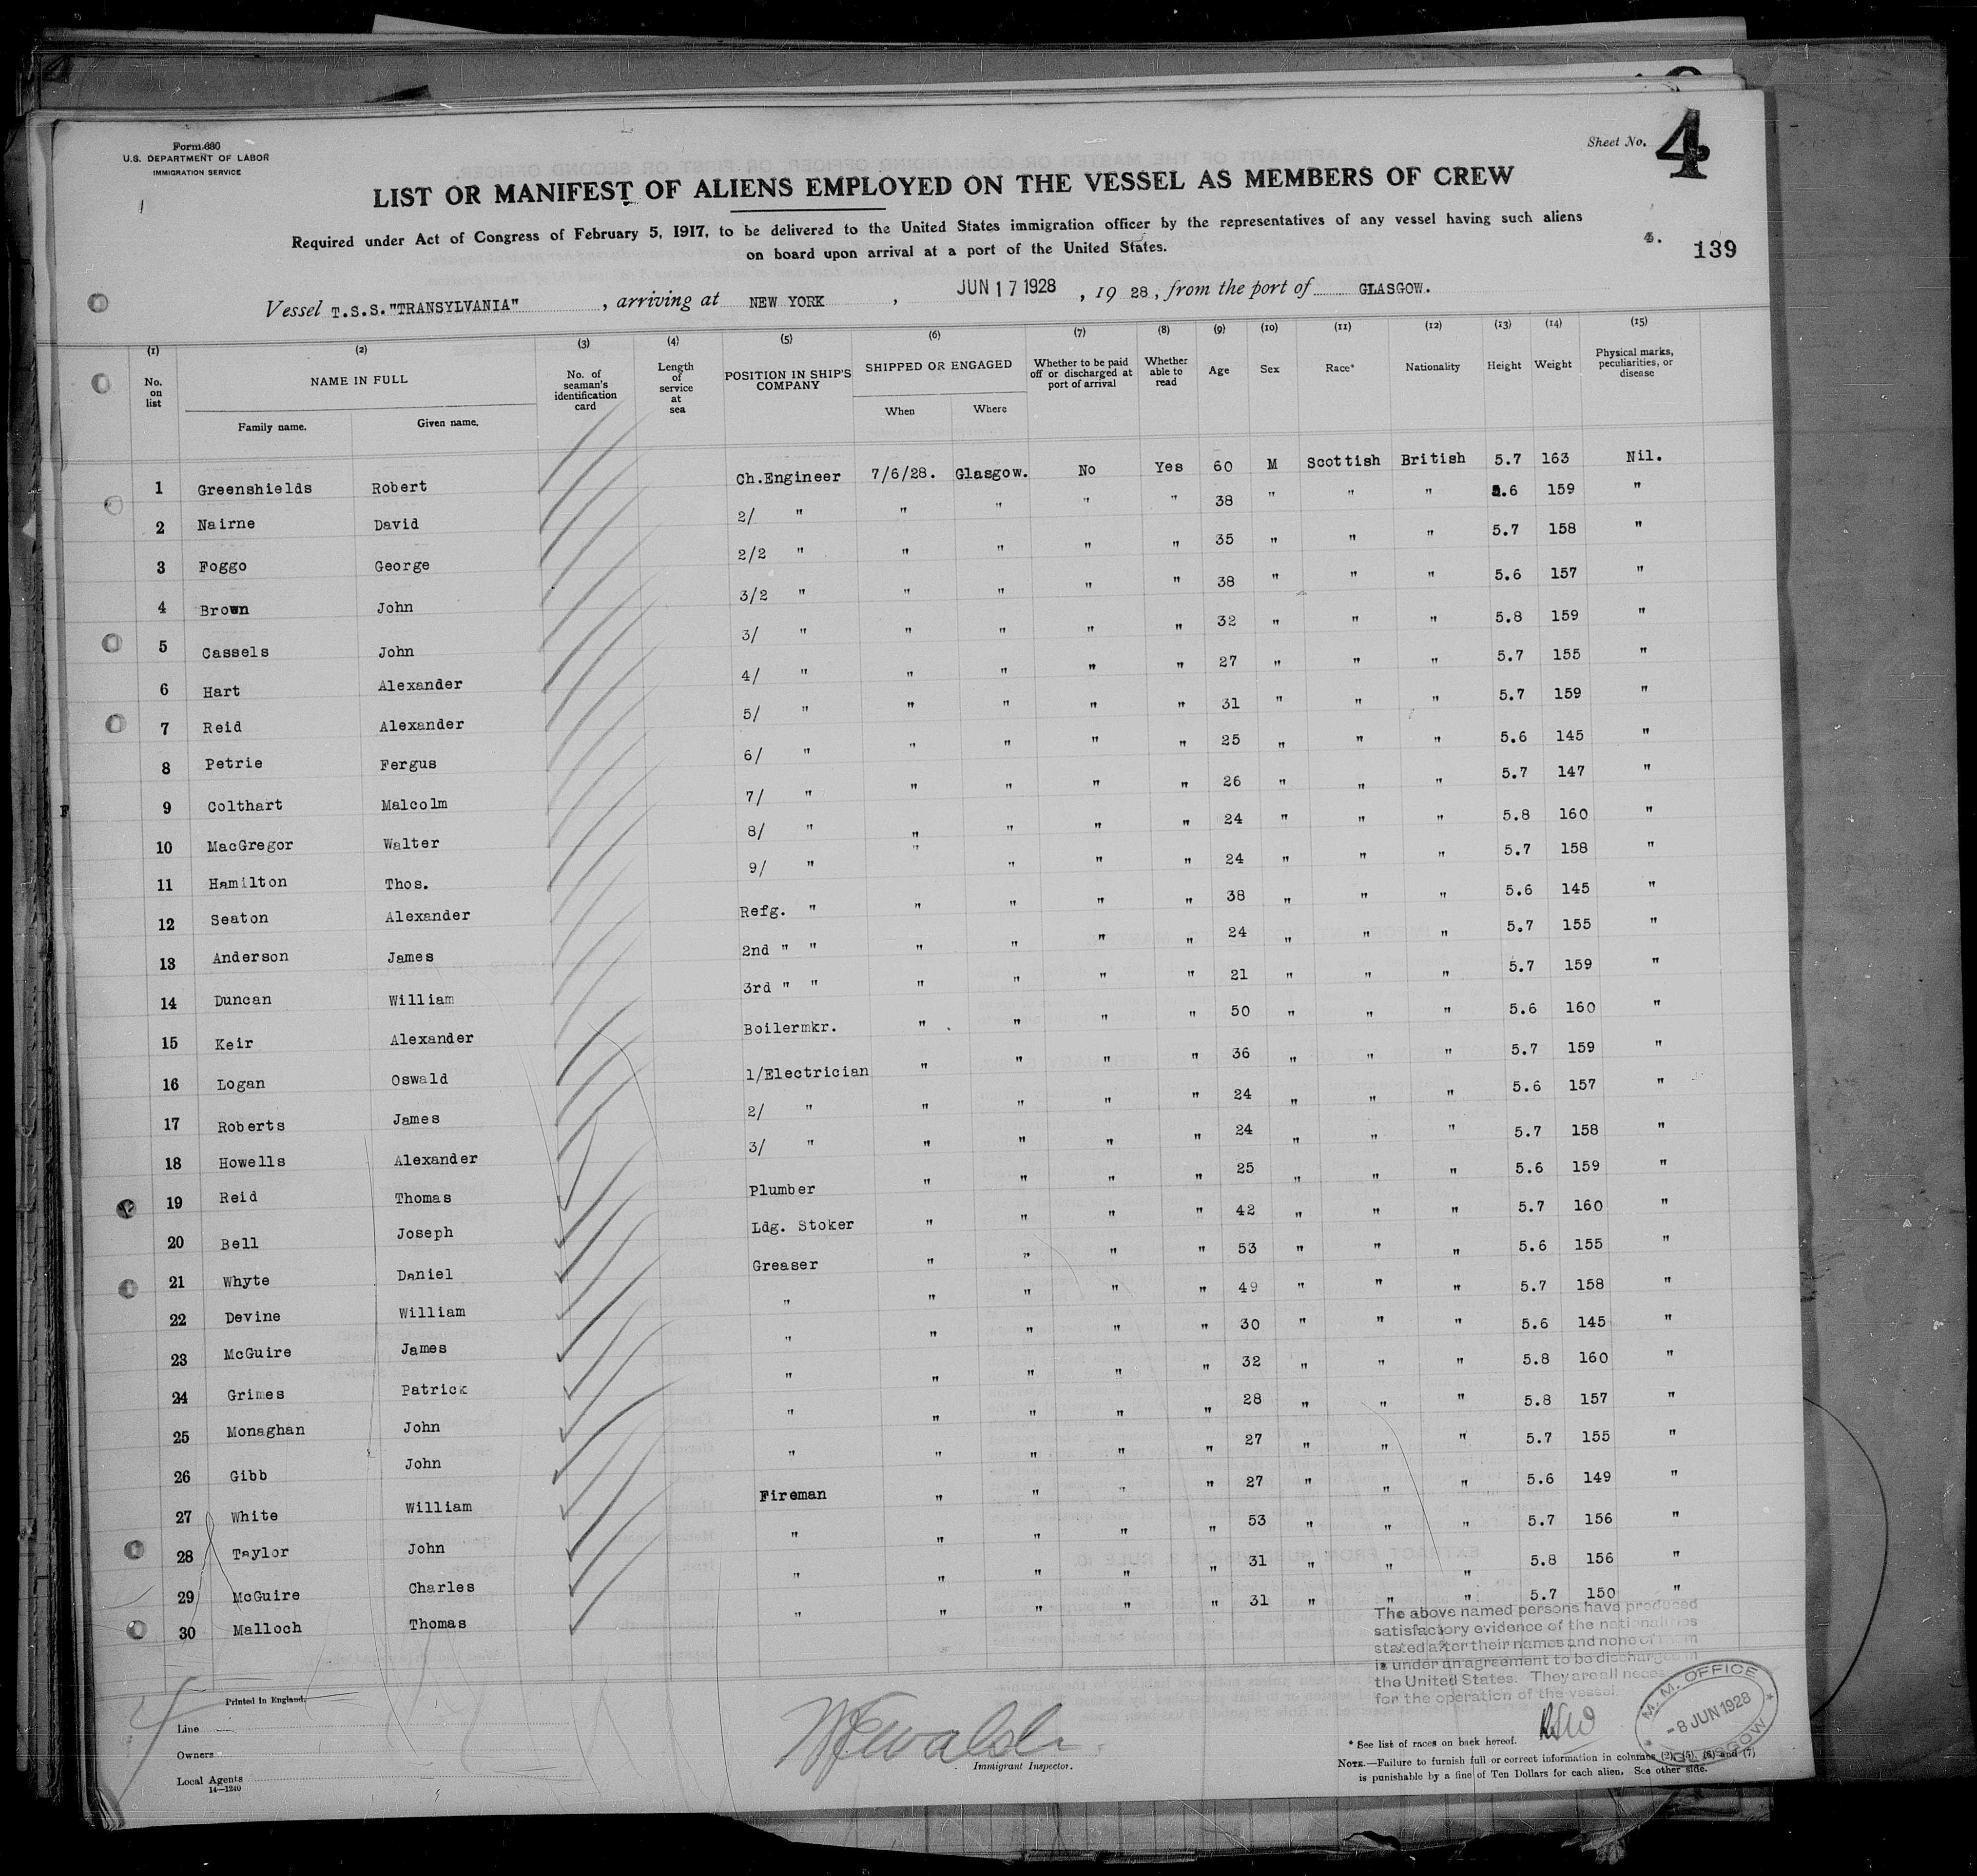 Form 680
U.S. DEPARTMENT OF LABOR
IMMIGRATION SERVICE
Sheet No. 4
LIST OR MANIFEST OF ALIENS EMPLOYED ON THE VESSEL AS MEMBERS OF CREW
Required under Act of Congress of February 5, 1917, to be delivered to the United States immigration officer by the representatives of any vessel having such aliens
on board upon arrival at a port of the United States.
4.
139
Vessel T.S.S."TRANSYLVANIA", arriving at NEW YORK, JUN 17 1928, 19 28, from the port of GLASGOW.
(1) (2) (3) (4) (5) (6) (7) (8) (9) (10) (11) (12) (13) (14) (15)
No. on list NAME IN FULL Family name. Given name. No. of seaman's identification card Length of service at sea POSITION IN SHIP'S COMPANY SHIPPED OR ENGAGED When Where Whether to be paid off or discharged at port of arrival Whether able to read Age Sex Race* Nationality Height Weight Physical marks, peculiarities, or disease
1 Greenshields Robert Ch.Engineer 7/6/28. Glasgow. No Yes 60 M Scottish British 5.7 163 Nil.
2 Nairne David 2/ " " " " " 38 " " " 5.6 159 "
3 Foggo George 2/2 " " " " " 35 " " " 5.7 158 "
4 Brown John 3/2 " " " " " 38 " " " 5.6 157 "
5 Cassels John 3/ " " " " " 32 " " " 5.8 159 "
6 Hart Alexander 4/ " " " " " 27 " " " 5.7 155 "
7 Reid Alexander 5/ " " " " " 31 " " " 5.7 159 "
8 Petrie Fergus 6/ " " " " " 25 " " " 5.6 145 "
9 Colthart Malcolm 7/ " " " " " 26 " " " 5.7 147 "
10 MacGregor Walter 8/ " " " " " 24 " " " 5.8 160 "
11 Hamilton Thos. 9/ " " " " " 24 " " " 5.7 158 "
12 Seaton Alexander Refg. " " " " " 38 " " " 5.6 145 "
13 Anderson James 2nd " " " " " " 24 " " " 5.7 155 "
14 Duncan William 3rd " " " " " " 21 " " " 5.7 159 "
15 Keir Alexander Boilermkr. " " " " 50 " " " 5.6 160 "
16 Logan Oswald 1/Electrician " " " " 36 " " " 5.7 159 "
17 Roberts James 2/ " " " " " 24 " " " 5.6 157 "
18 Howells Alexander 3/ " " " " " 24 " " " 5.7 158 "
19 Reid Thomas Plumber " " " " 25 " " " 5.6 159 "
20 Bell Joseph Ldg. Stoker " " " " 42 " " " 5.7 160 "
21 Whyte Daniel Greaser " " " " 53 " " " 5.6 155 "
22 Devine William " " " " " 49 " " " 5.7 158 "
23 McGuire James " " " " " 30 " " " 5.6 145 "
24 Grimes Patrick " " " " " 32 " " " 5.8 160 "
25 Monaghan John " " " " " 28 " " " 5.8 157 "
26 Gibb John " " " " " 27 " " " 5.7 155 "
27 White William Fireman " " " " 27 " " " 5.6 149 "
28 Taylor John " " " " " 53 " " " 5.7 156 "
29 McGuire Charles " " " " " 31 " " " 5.8 156 "
30 Malloch Thomas " " " " " 31 " " " 5.7 150 "
The above named persons have produced
satisfactory evidence of the nationalities
stated after their names and none of them
is under an agreement to be discharged in
the United States. They are all necessary
for the operation of the vessel.
M. M. OFFICE
-8 JUN 1928
GLASGOW
Printed in England.
Line
Owners
Local Agents
14-1240
Immigrant Inspector.
* See list of races on back hereof.
NOTE.—Failure to furnish full or correct information in columns (2), (5), (6) and (7)
is punishable by a fine of Ten Dollars for each alien. See other side.